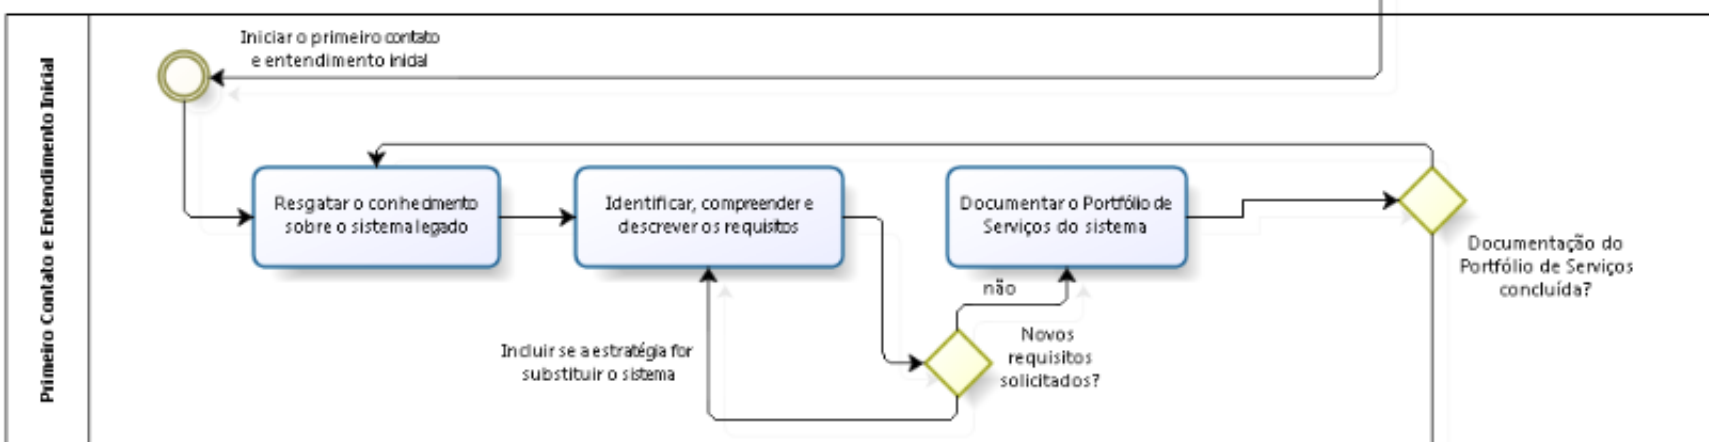 Primeiro Contato e Entendimento Inicial
Iniciar o primeiro contato
e entendimento inicial
Resgatar o conhecimento
sobre o sistema legado
Identificar, compreender e
descrever os requisitos
Documentar o Portfólio de
Serviços do sistema
Documentação do
Portfólio de Serviços
concluída?
não
Novos
requisitos
solicitados?
Incluir se a estratégia for
substituir o sistema